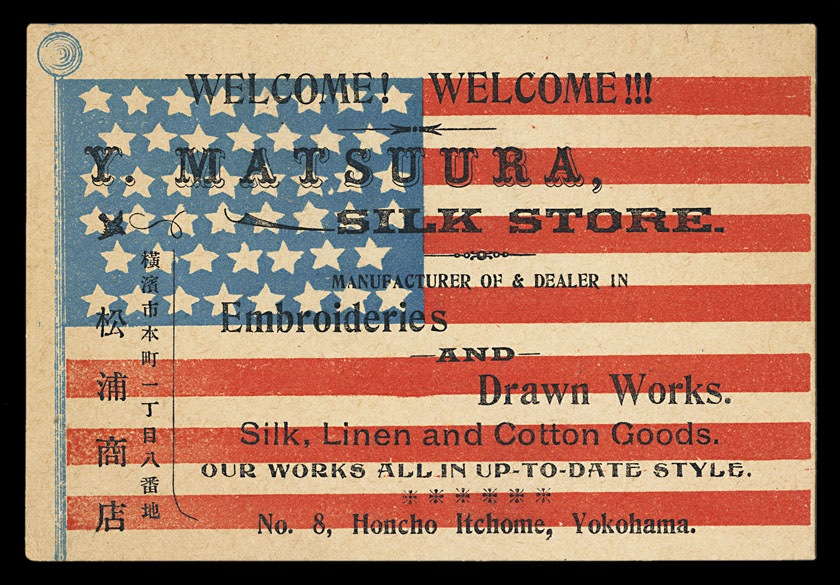 WELCOME! WELCOME!!!
Y. MATSUURA,
SILK STORE.
MANUFACTURER OF & DEALER IN
Embroideries
—AND—
Drawn Works.
Silk, Linen and Cotton Goods.
OUR WORKS ALL IN UP-TO-DATE STYLE.
No. 8, Honcho Itchome, Yokohama.
橫濱市本町一丁目八番地
松浦商店